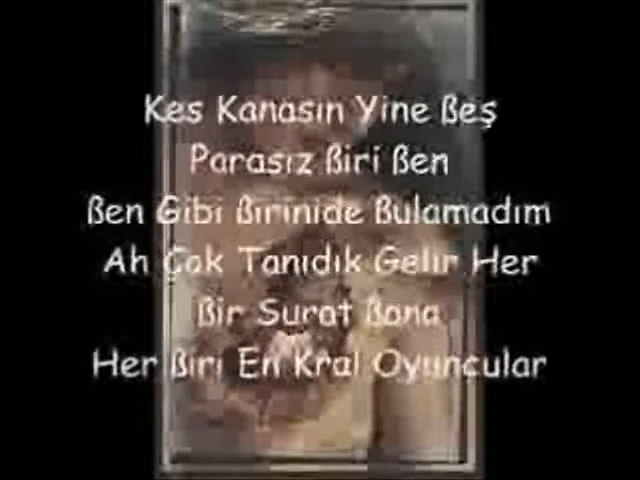 Kes Kanasın Yine ßeş
Parasız ßiri ßen
ßen Gibi ßirinide ßulamadım
Ah Çok Tanıdık Gelir Her
ßir Surat ßana
Her ßiri En Kral Oyuncular